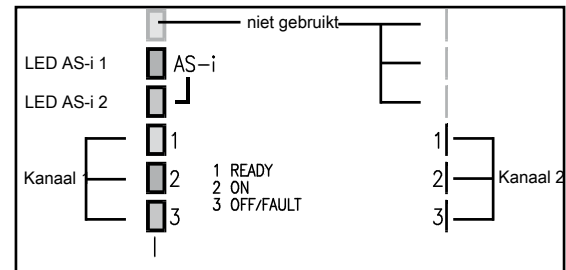 niet gebruikt
LED AS-i 1
AS-i
LED AS-i 2
1
1
Kanaal 1
2
1 READY
2 ON
3 OFF/FAULT
2
Kanaal 2
3
3